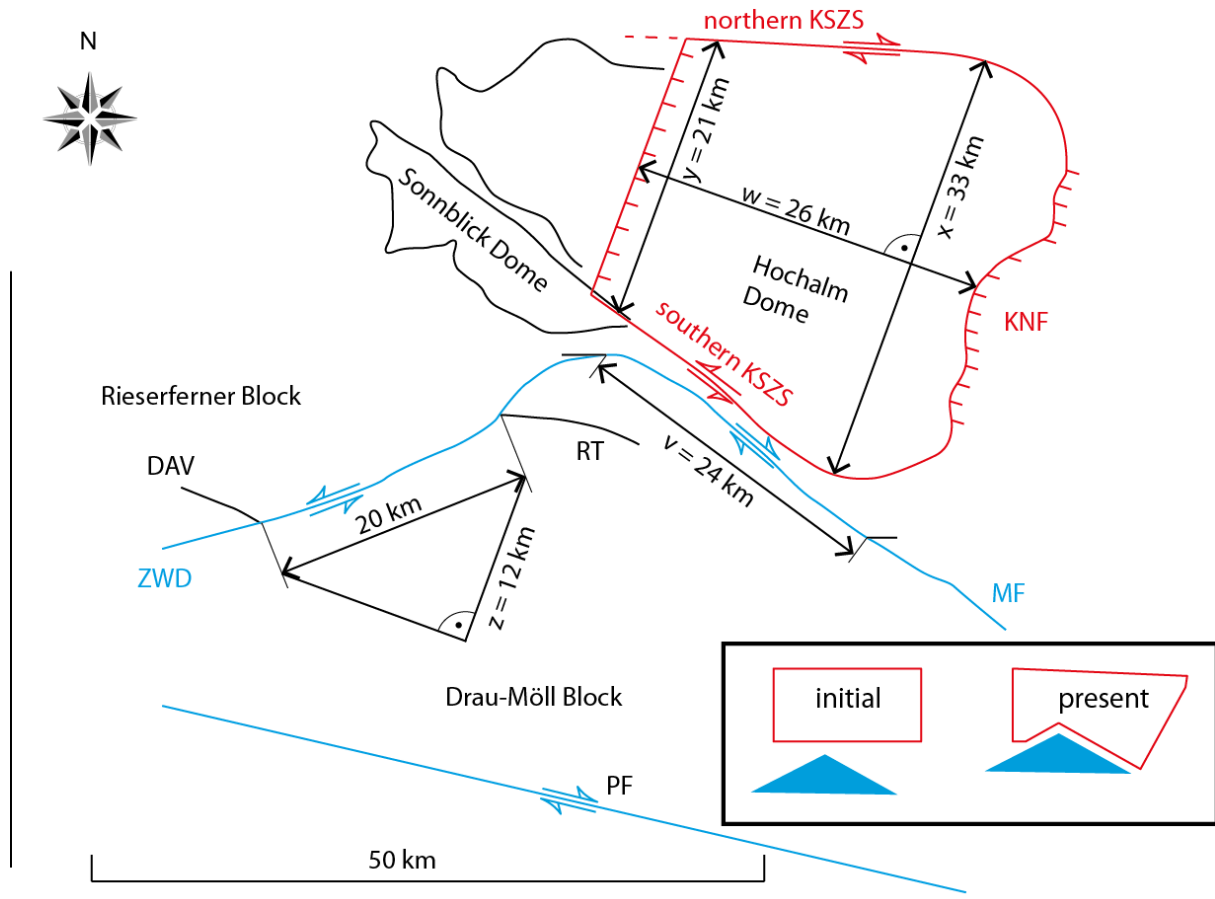 northern KSZS
N
y = 21 km
x = 33 km
w = 26 km
Sonnblick Dome
Hochalm
Dome
southern KSZS
KNF
Rieserferner Block
DAV
RT
v = 24 km
20 km
z = 12 km
ZWD
MF
Drau-Möll Block
initial
present
PF
50 km